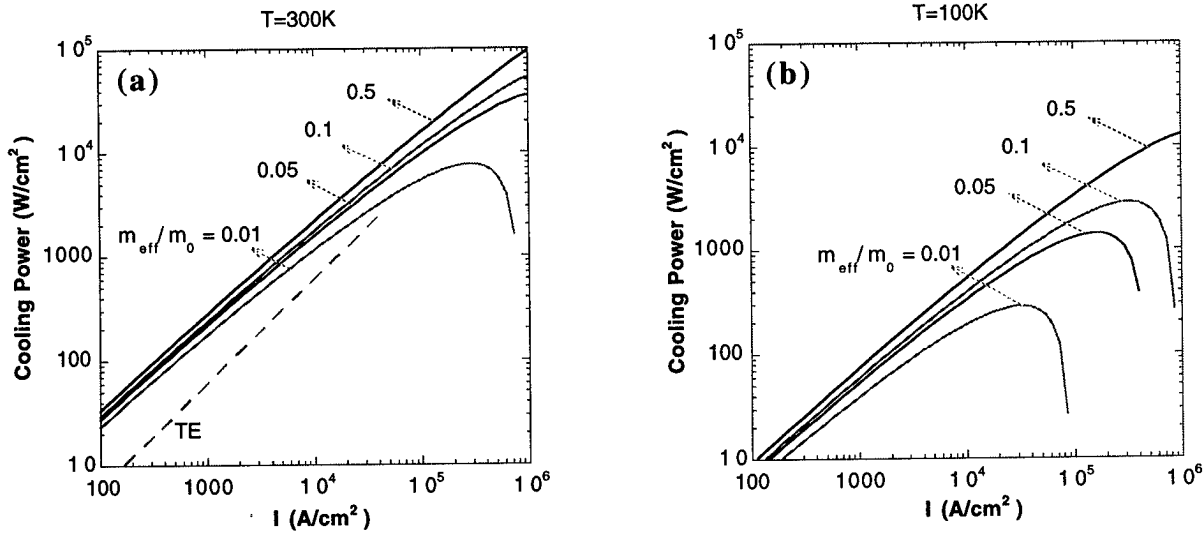 T=300K
(a)
Cooling Power (W/cm²)
10⁵
10⁴
1000
100
10
0.5
0.1
0.05
m_eff/m_0 = 0.01
TE
100
1000
10⁴
10⁵
10⁶
I (A/cm²)
T=100K
(b)
Cooling Power (W/cm²)
10⁵
10⁴
1000
100
10
0.5
0.1
0.05
m_eff/m_0 = 0.01
100
1000
10⁴
10⁵
10⁶
I (A/cm²)